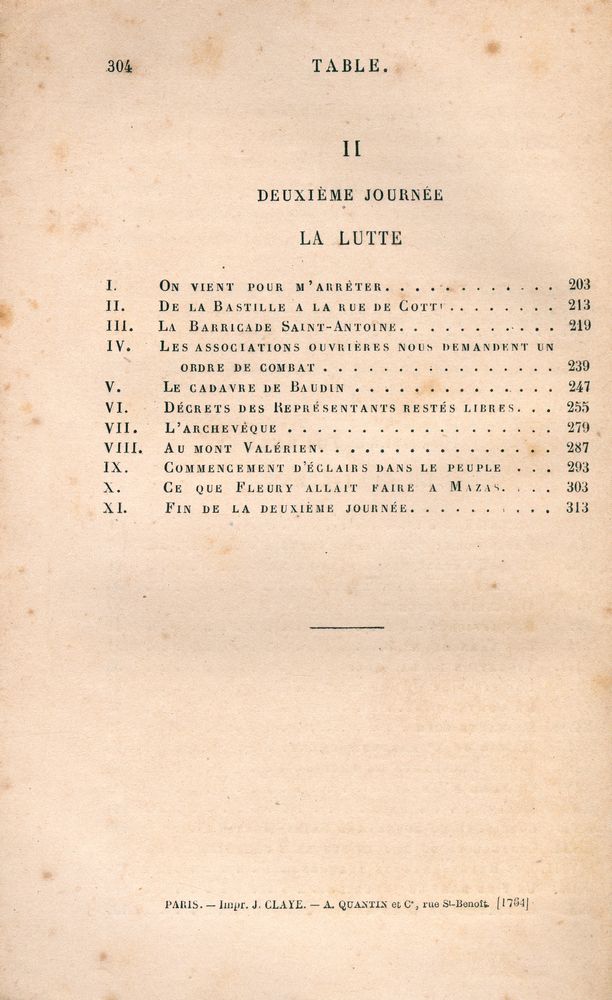 304 TABLE.
II
DEUXIÈME JOURNÉE
LA LUTTE
I. On vient pour m'arrêter. . . . . . . . . . . . 203
II. De la Bastille a la rue de Cotte . . . . . . . 213
III. La Barricade Saint-Antoine. . . . . . . . . . . 219
IV. Les associations ouvrières nous demandent un
ordre de combat . . . . . . . . . . . . . . . . 239
V. Le cadavre de Baudin . . . . . . . . . . . . . . 247
VI. Décrets des Représentants restés libres. . . 255
VII. L'archevêque . . . . . . . . . . . . . . . . . . 279
VIII. Au mont Valérien. . . . . . . . . . . . . . . . 287
IX. Commencement d'éclairs dans le peuple . . . 293
X. Ce que Fleury allait faire a Mazas. . . . 303
XI. Fin de la deuxième journée. . . . . . . . . . 313
PARIS. — Impr. J. CLAYE. — A. QUANTIN et Cᵉ, rue Sᵗ-Benoît. [1764]